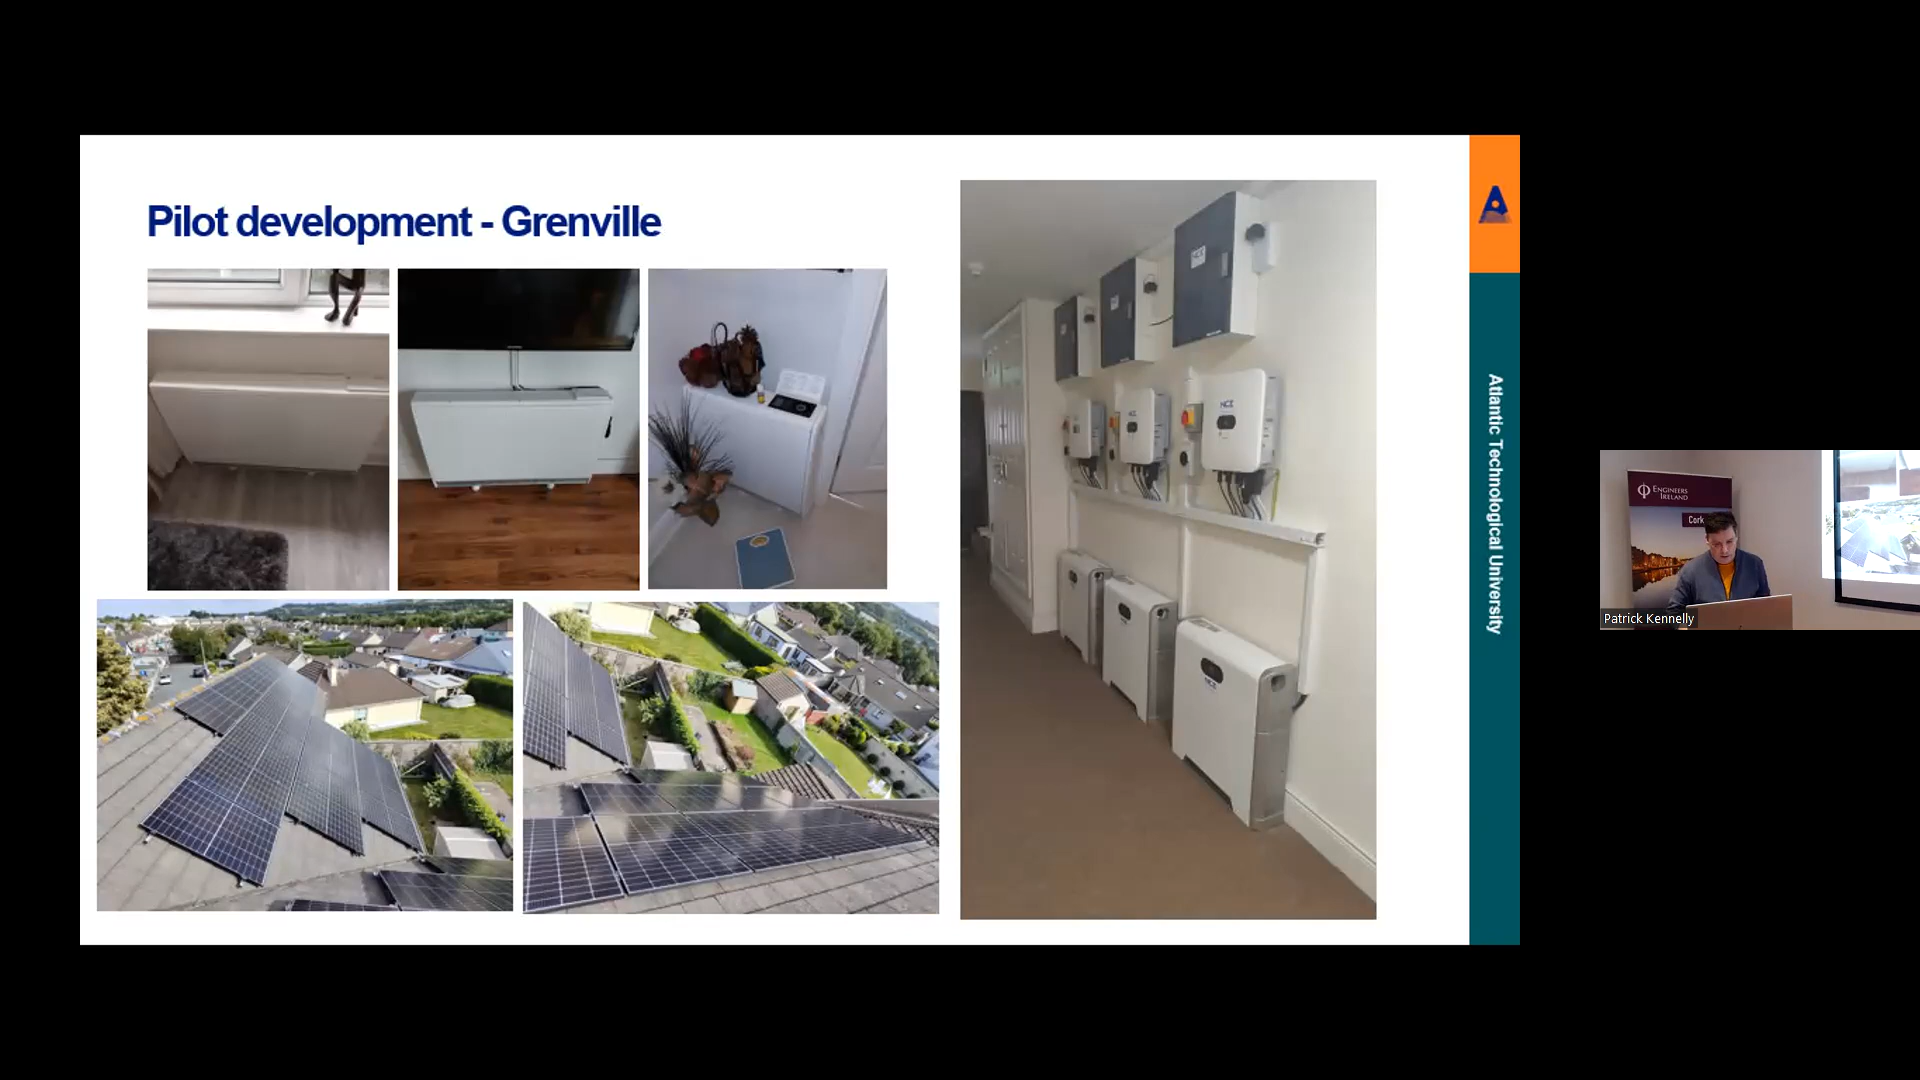 Pilot development - Grenville
Atlantic Technological University
ENGINEERS
IRELAND
Cork
Patrick Kennelly